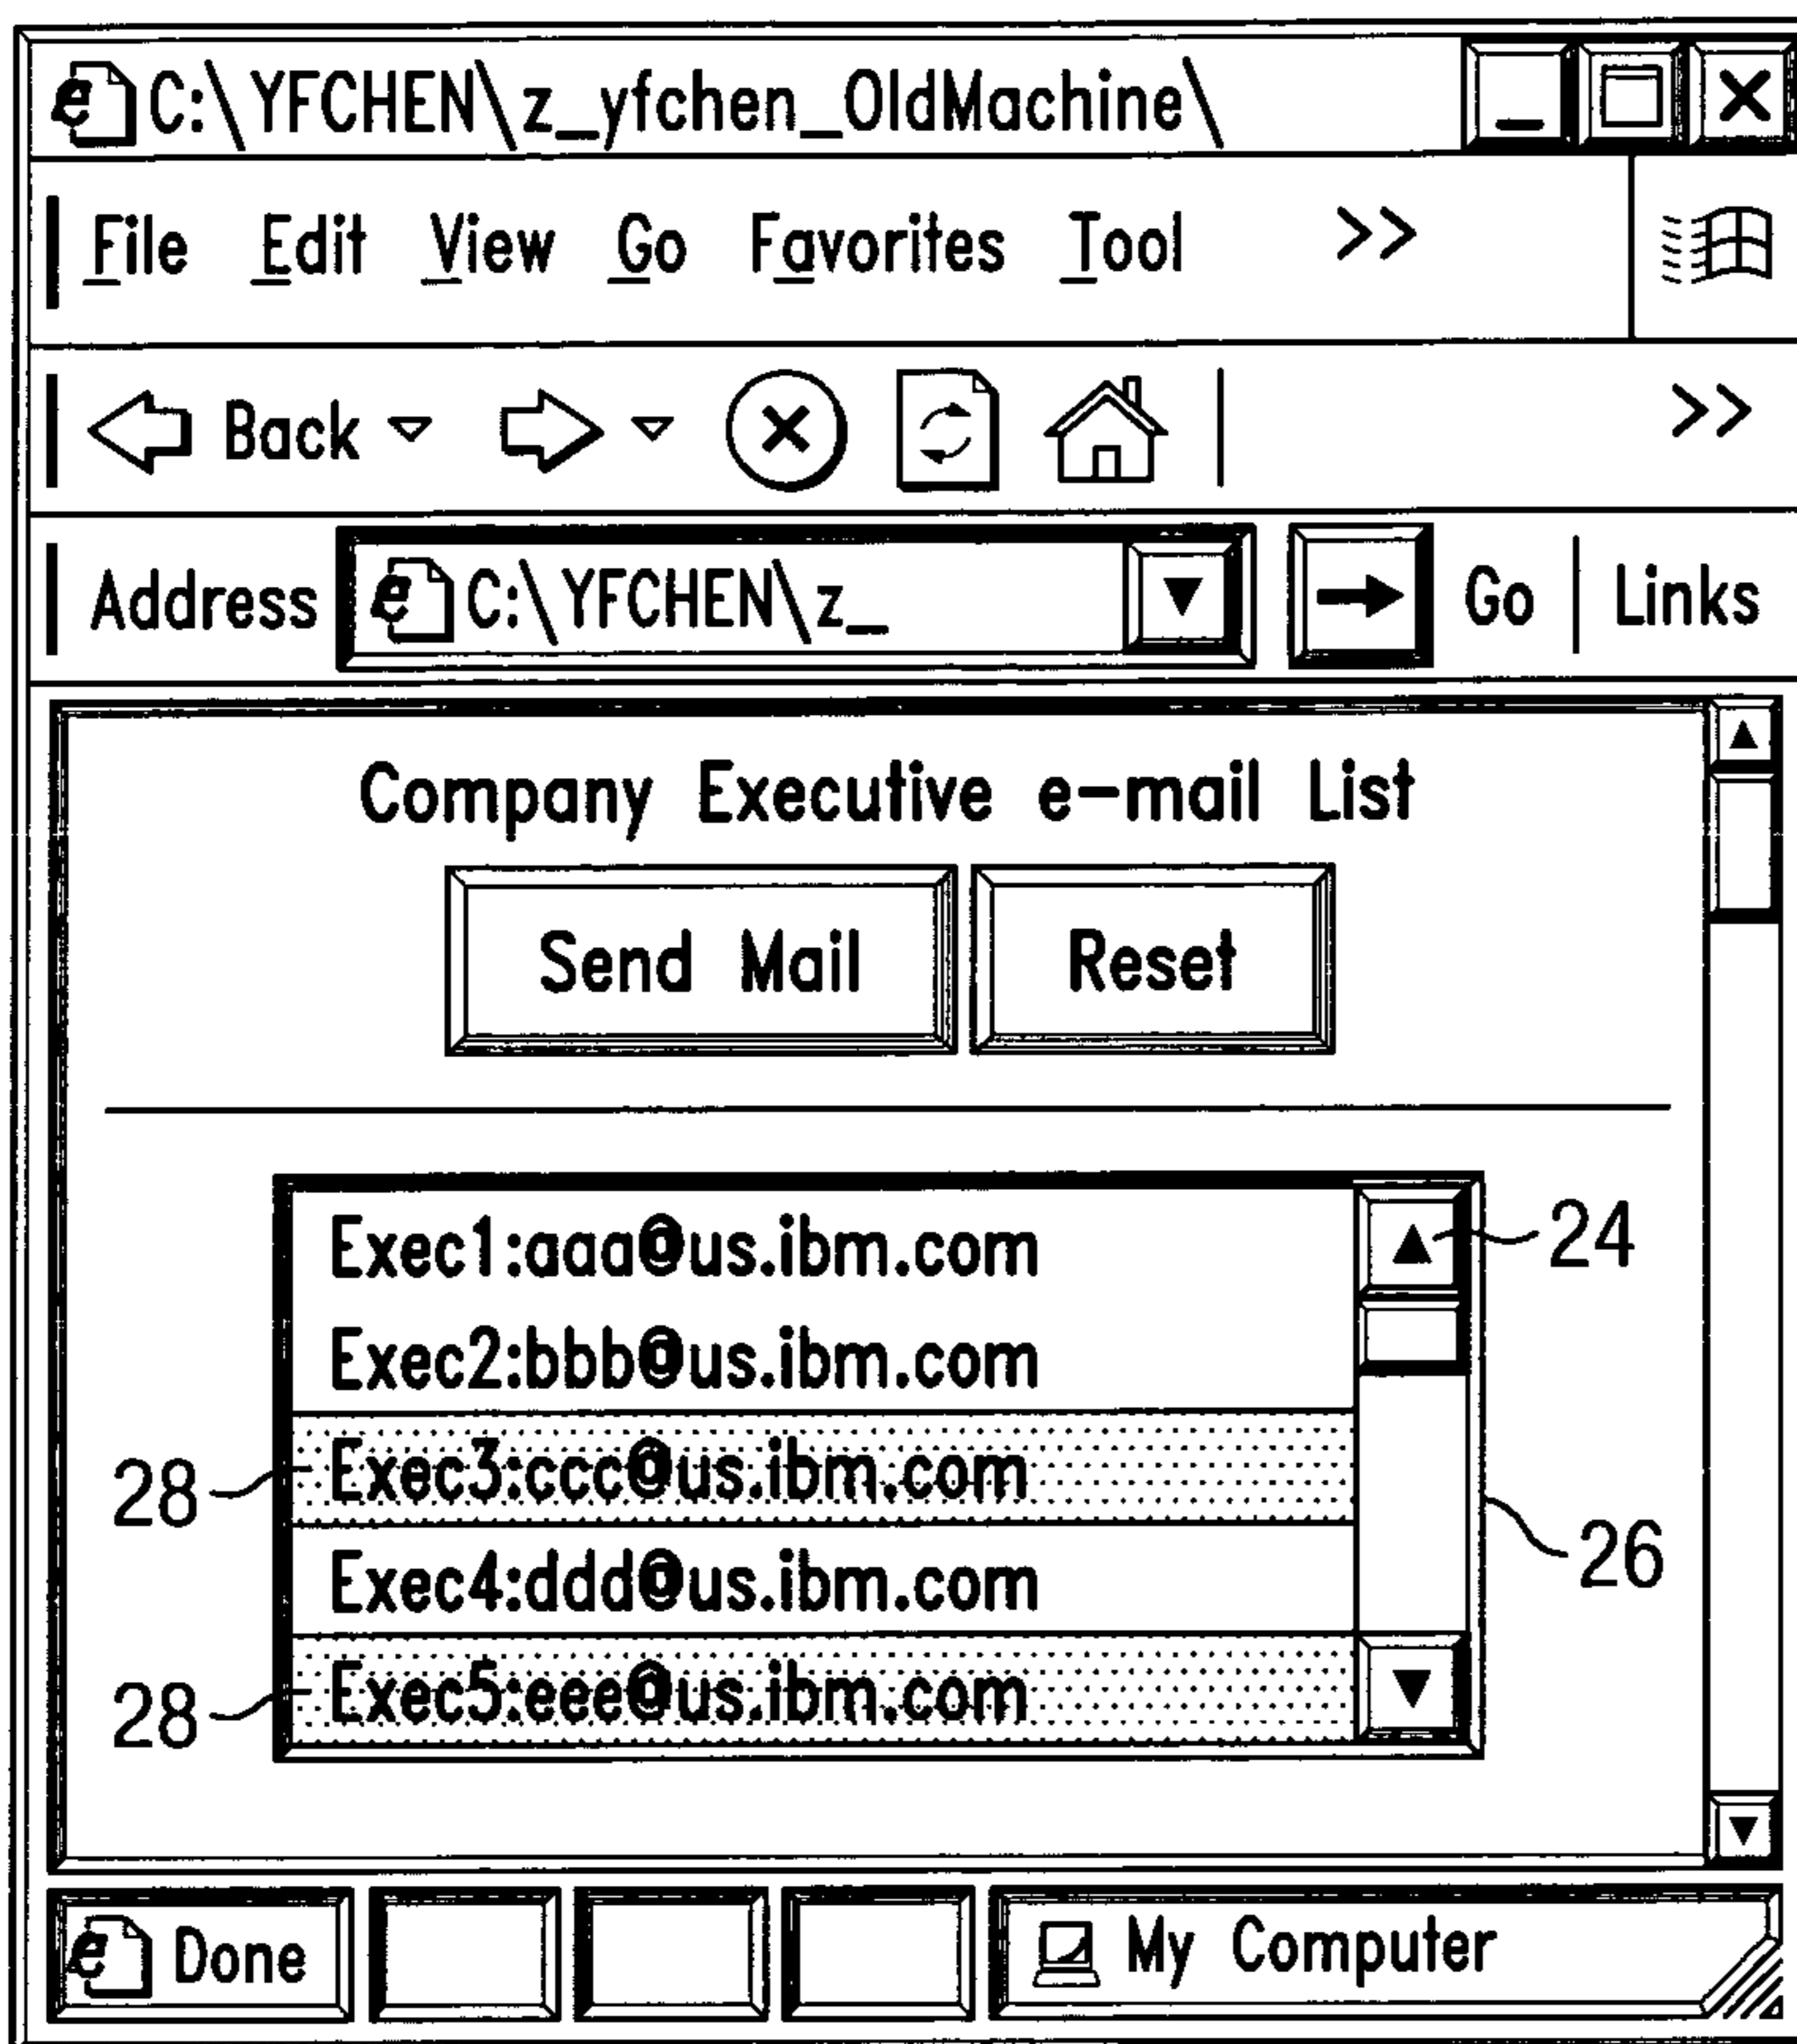 C:\YFCHEN\z_yfchen_OldMachine\
File Edit View Go Favorites Tool >>
Back >>
Address C:\YFCHEN\z_ Go Links
Company Executive e-mail List
Send Mail Reset
Exec1:aaa@us.ibm.com 24
Exec2:bbb@us.ibm.com
28 Exec3:ccc@us.ibm.com
Exec4:ddd@us.ibm.com 26
28 Exec5:eee@us.ibm.com
Done My Computer